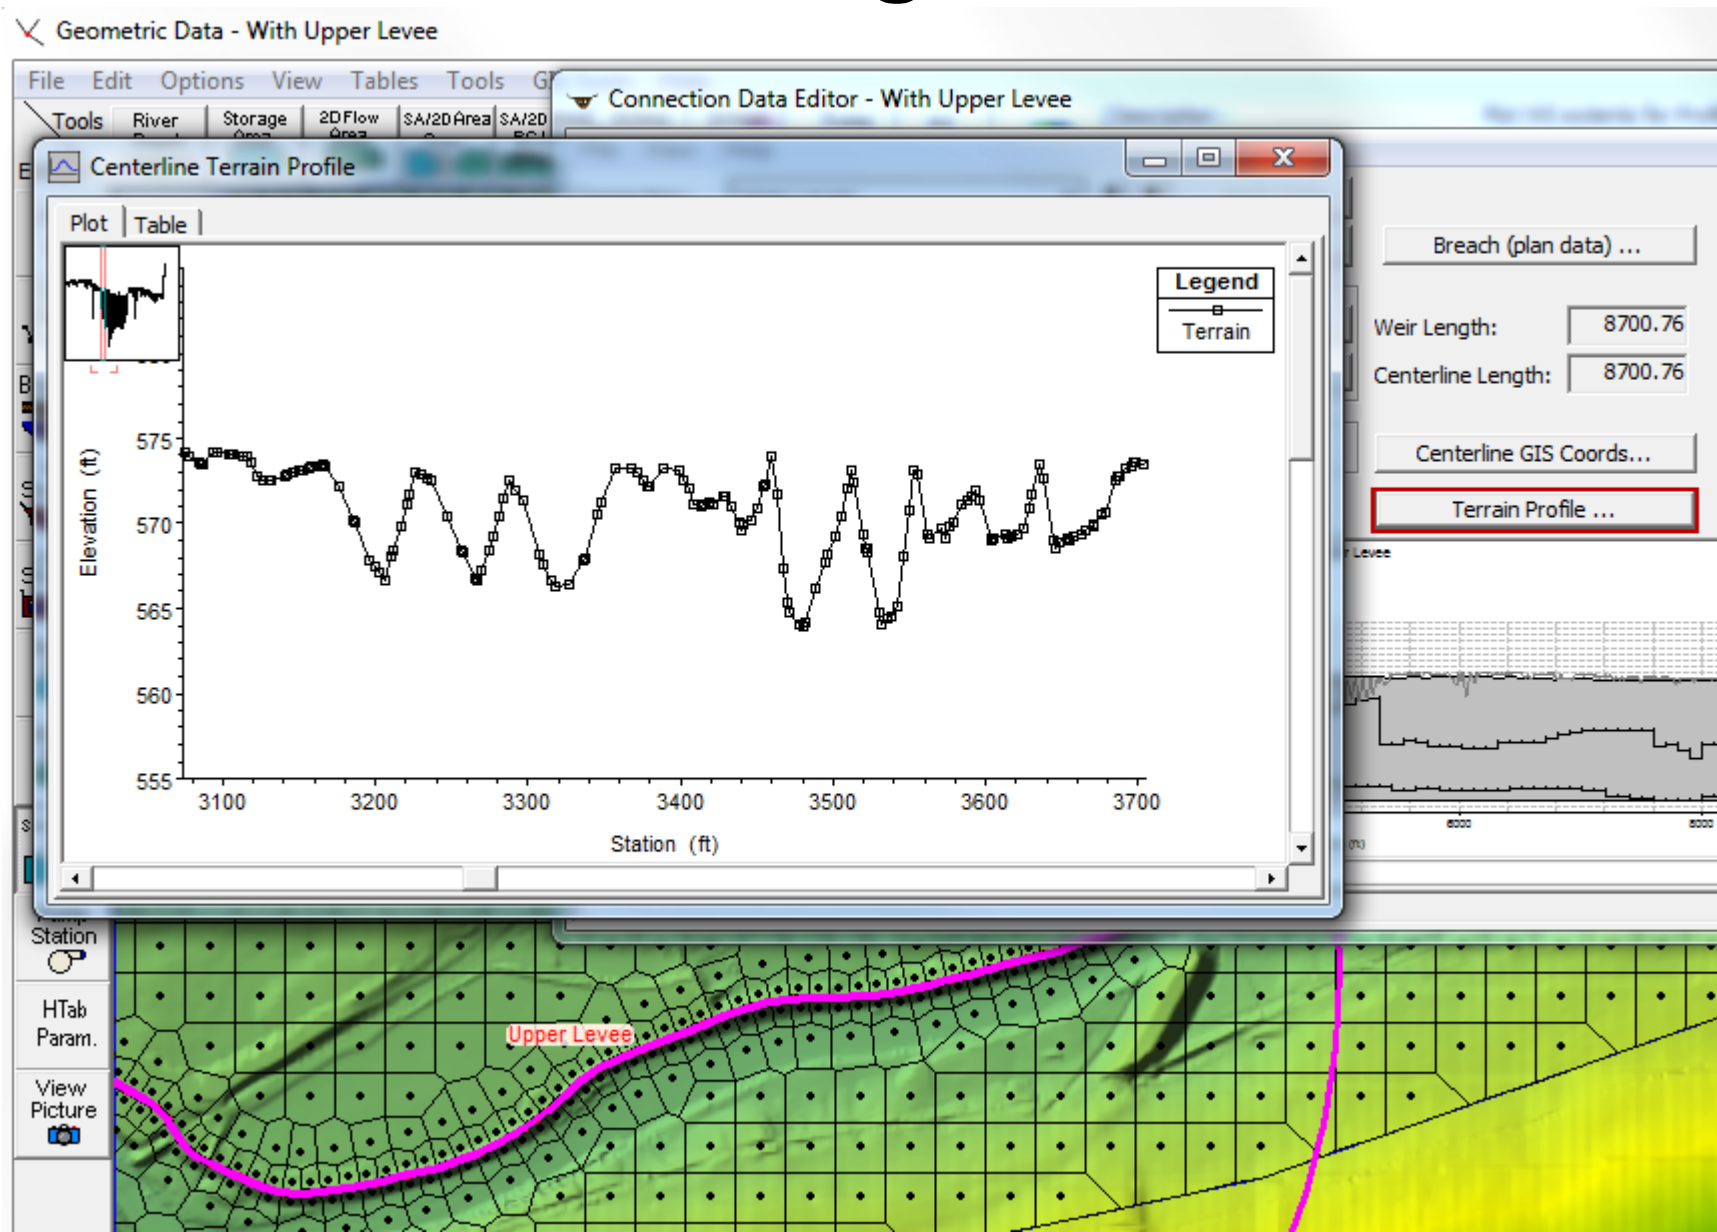 Geometric Data - With Upper Levee
File Edit Options View Tables Tools
Connection Data Editor - With Upper Levee
Tools River Storage 2D Flow SA/2D Area SA/2D
Centerline Terrain Profile
Plot Table
Breach (plan data) ...
Legend
Terrain
Weir Length: 8700.76
Centerline Length: 8700.76
Centerline GIS Coords...
Terrain Profile ...
Levee
Elevation (ft)
575
570
565
560
555
3100 3200 3300 3400 3500 3600 3700
Station (ft)
6000 8000
Station
HTab
Param.
View
Picture
Upper Levee